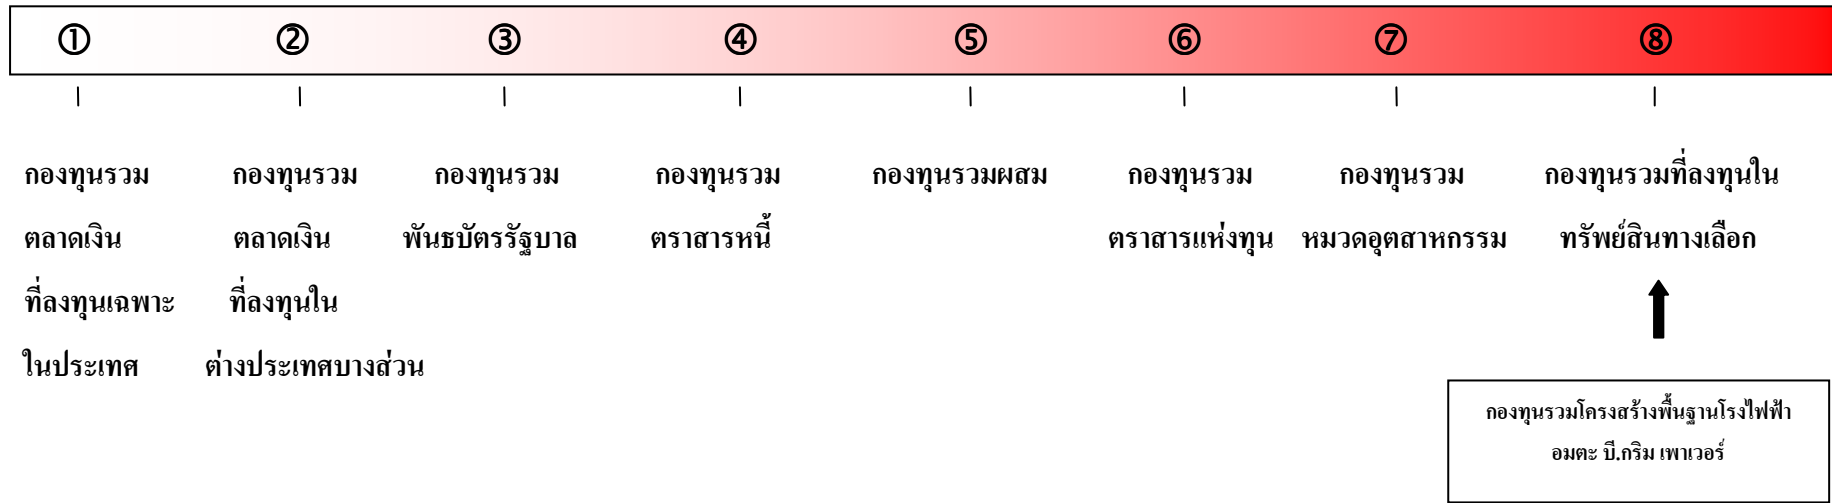 ① ② ③ ④ ⑤ ⑥ ⑦ ⑧
กองทุนรวม กองทุนรวม กองทุนรวม กองทุนรวม กองทุนรวมผสม กองทุนรวม กองทุนรวม กองทุนรวมที่ลงทุนใน
ตลาดเงิน ตลาดเงิน พันธบัตรรัฐบาล ตราสารหนี้ ตราสารแห่งทุน หมวดอุตสาหกรรม ทรัพย์สินทางเลือก
ที่ลงทุนเฉพาะ ที่ลงทุนใน
ในประเทศ ต่างประเทศบางส่วน
กองทุนรวมโครงสร้างพื้นฐานโรงไฟฟ้า
อมตะ บี.กริม เพาเวอร์